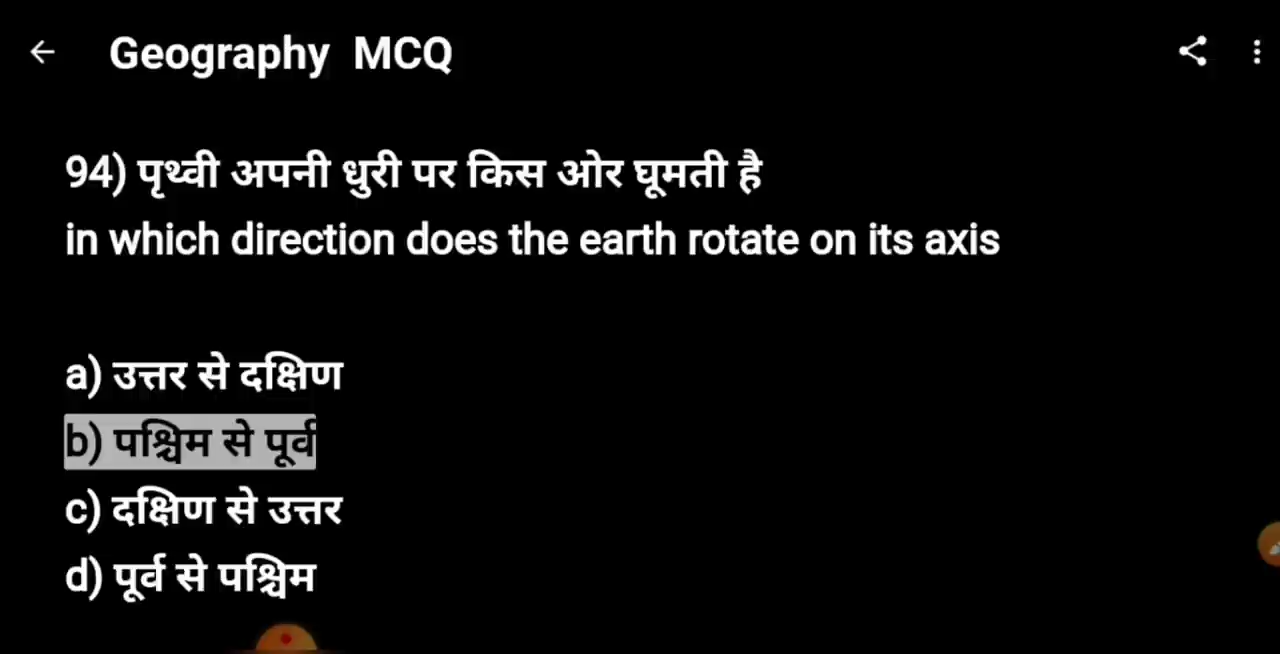 Geography MCQ
94) पृथ्वी अपनी धुरी पर किस ओर घूमती है
in which direction does the earth rotate on its axis
a) उत्तर से दक्षिण
b) पश्चिम से पूर्व
c) दक्षिण से उत्तर
d) पूर्व से पश्चिम